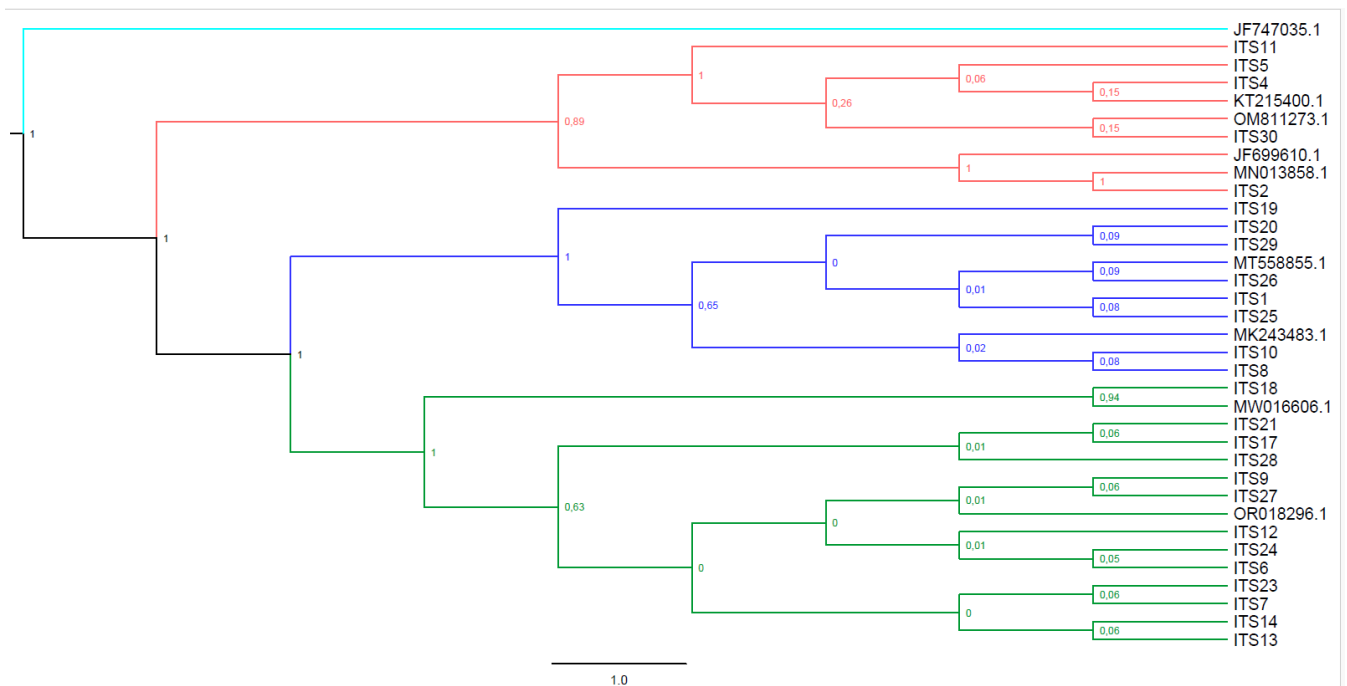 JF747035.1
ITS11
1
ITS5
0,06
ITS4
0,15
KT215400.1
0,26
OM811273.1
0,15
ITS30
0,89
1
JF699610.1
1
MN013858.1
1
ITS2
1
ITS19
ITS20
0,09
ITS29
1
0
MT558855.1
0,09
ITS26
0,01
ITS1
0,65
0,08
ITS25
MK243483.1
0,02
ITS10
0,08
ITS8
1
ITS18
0,94
MW016606.1
ITS21
0,06
ITS17
1
0,01
ITS28
ITS9
0,06
ITS27
0,01
0,63
OR018296.1
0
ITS12
0,01
ITS24
0,05
ITS6
0
ITS23
0,06
ITS7
0
ITS14
0,06
ITS13
1.0